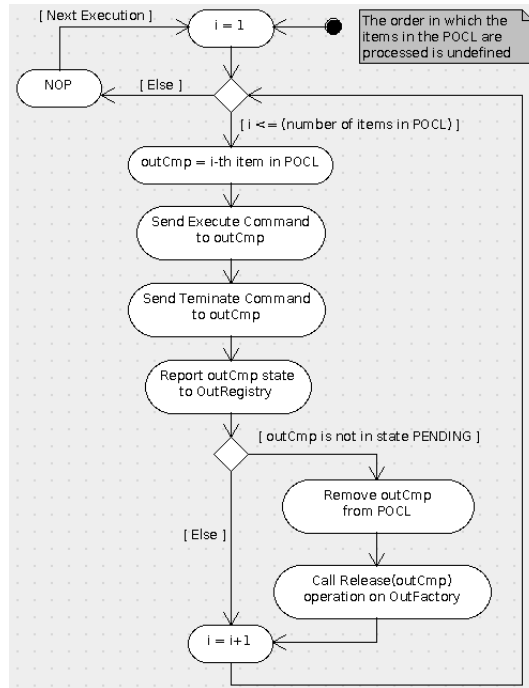 [ Next Execution ]
i = 1
The order in which the
items in the POCL are
processed is undefined
NOP
[ Else ]
[ i <= (number of items in POCL) ]
outCmp = i-th item in POCL
Send Execute Command
to outCmp
Send Teminate Command
to outCmp
Report outCmp state
to OutRegistry
[ outCmp is not in state PENDING ]
Remove outCmp
from POCL
[ Else ]
Call Release(outCmp)
operation on OutFactory
i = i+1